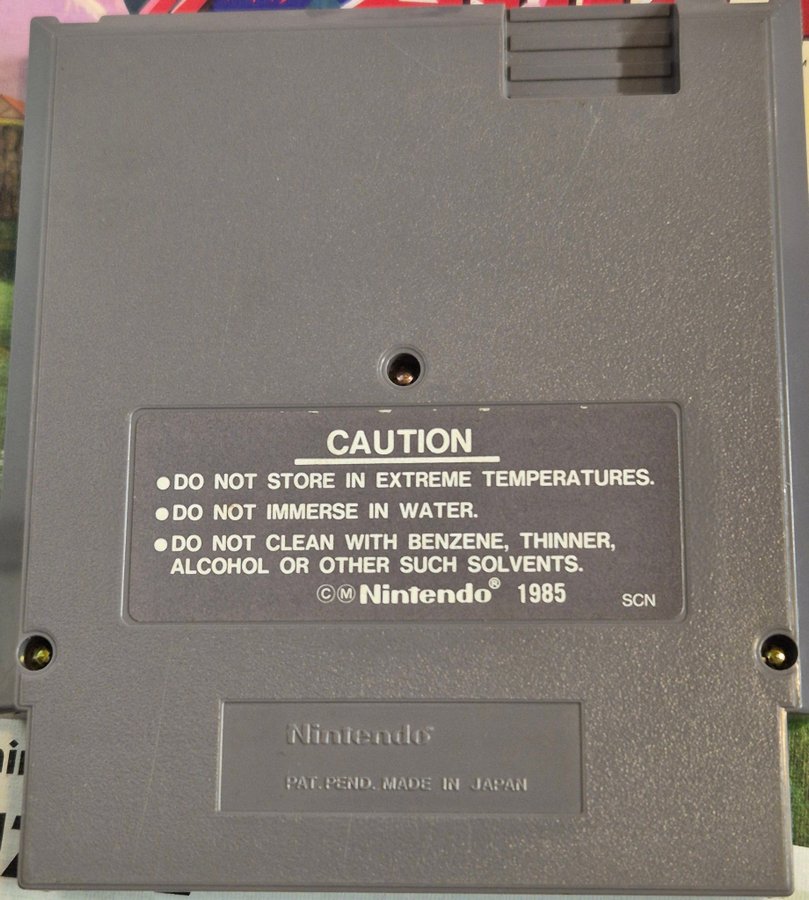 CAUTION
●DO NOT STORE IN EXTREME TEMPERATURES.
●DO NOT IMMERSE IN WATER.
●DO NOT CLEAN WITH BENZENE, THINNER,
ALCOHOL OR OTHER SUCH SOLVENTS.
ⒸⓂNintendo® 1985
SCN
Nintendo
PAT.PEND. MADE IN JAPAN